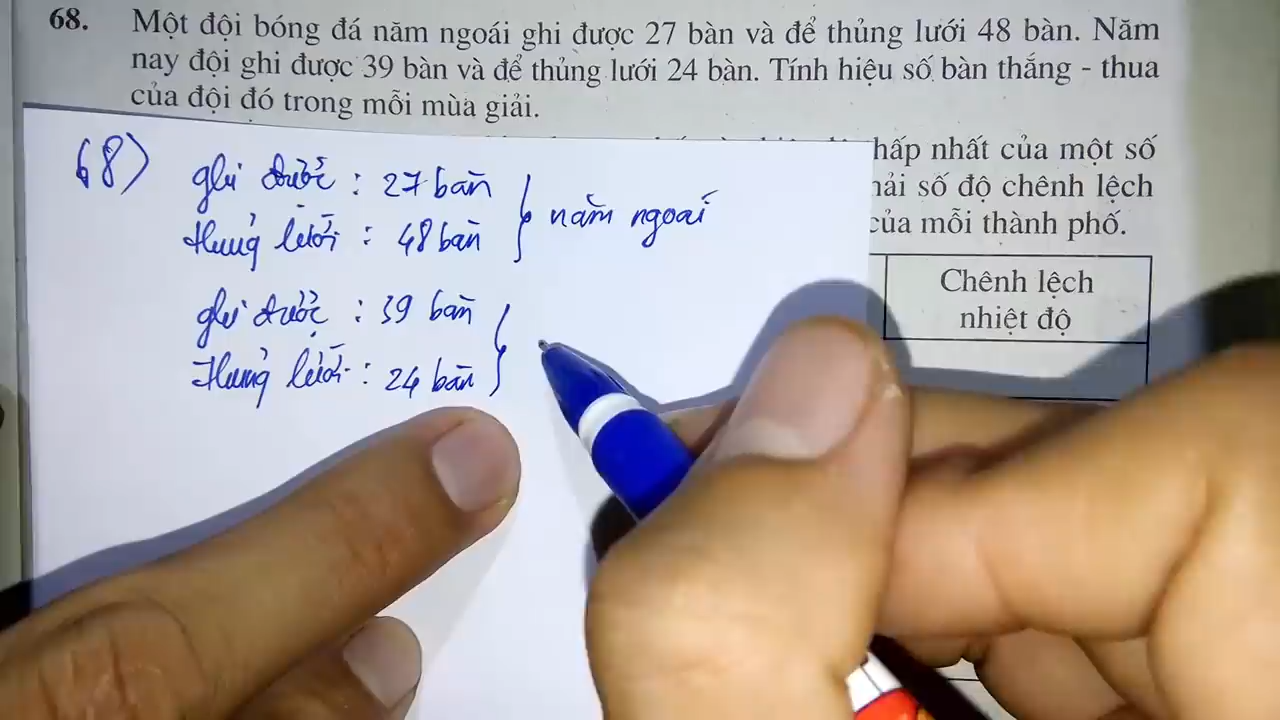 68. Một đội bóng đá năm ngoái ghi được 27 bàn và để thủng lưới 48 bàn. Năm
nay đội ghi được 39 bàn và để thủng lưới 24 bàn. Tính hiệu số bàn thắng - thua
của đội đó trong mỗi mùa giải.
hấp nhất của một số
số độ chênh lệch
của mỗi thành phố.
Chênh lệch
nhiệt độ
68)
ghi được : 27 bàn
thủng lưới : 48 bàn
năm ngoái
ghi được : 39 bàn
Thủng lưới : 24 bàn